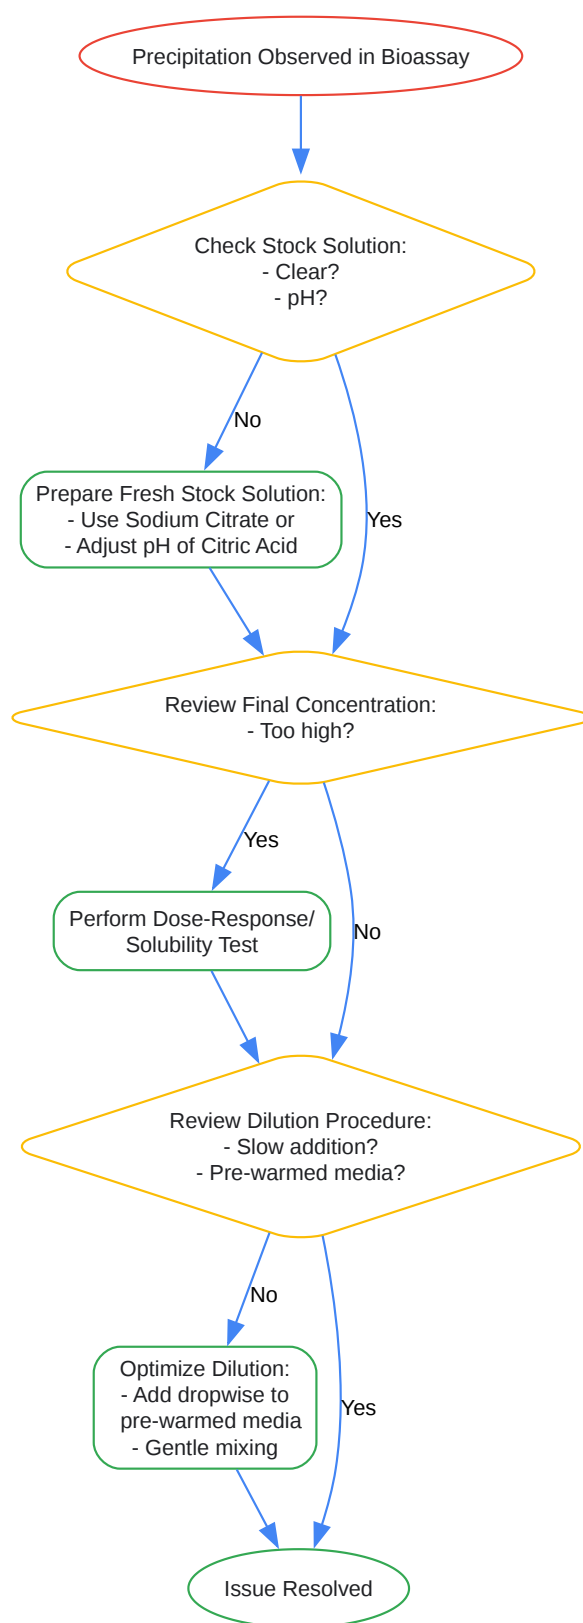 Precipitation Observed in Bioassay
Check Stock Solution:
- Clear?
- pH?
No
Prepare Fresh Stock Solution:
- Use Sodium Citrate or
- Adjust pH of Citric Acid
Yes
Review Final Concentration:
- Too high?
Yes
Perform Dose-Response/
Solubility Test
No
Review Dilution Procedure:
- Slow addition?
- Pre-warmed media?
No
Optimize Dilution:
- Add dropwise to
pre-warmed media
- Gentle mixing
Yes
Issue Resolved